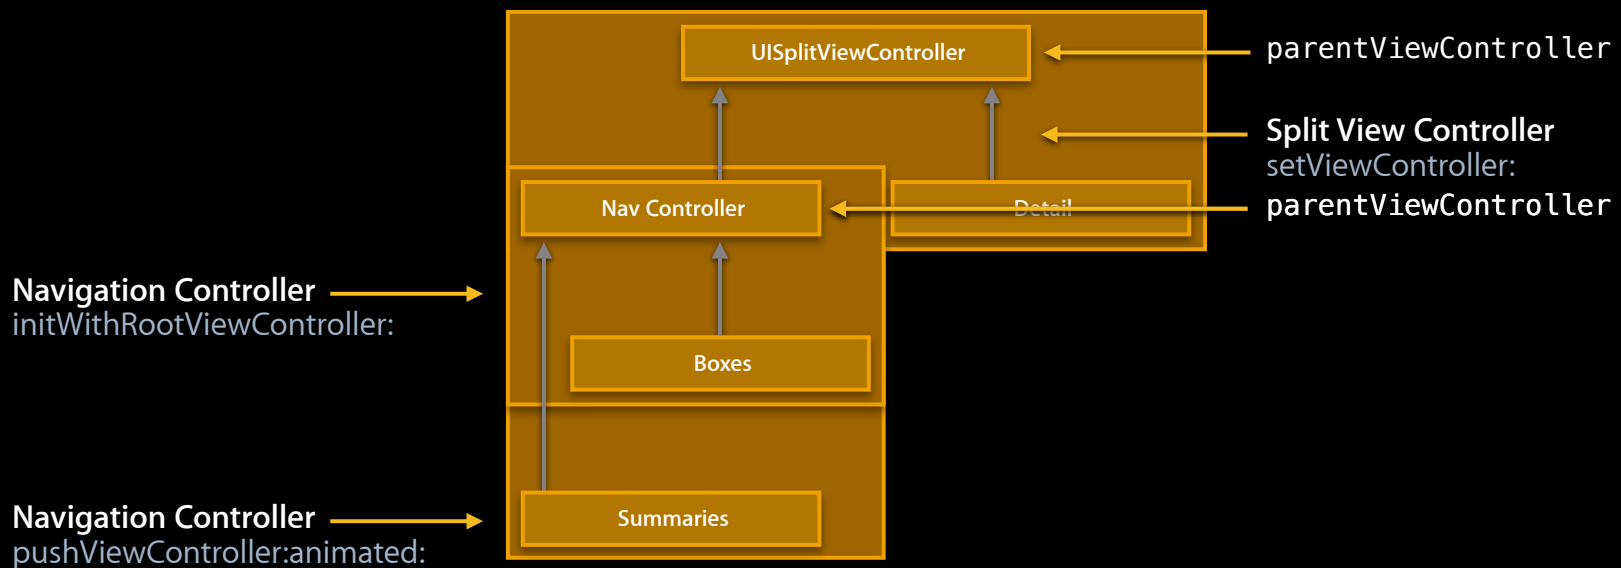 UISplitViewController
parentViewController
Split View Controller
setViewController:
Nav Controller
Detail
parentViewController
Navigation Controller
initWithRootViewController:
Boxes
Navigation Controller
pushViewController:animated:
Summaries